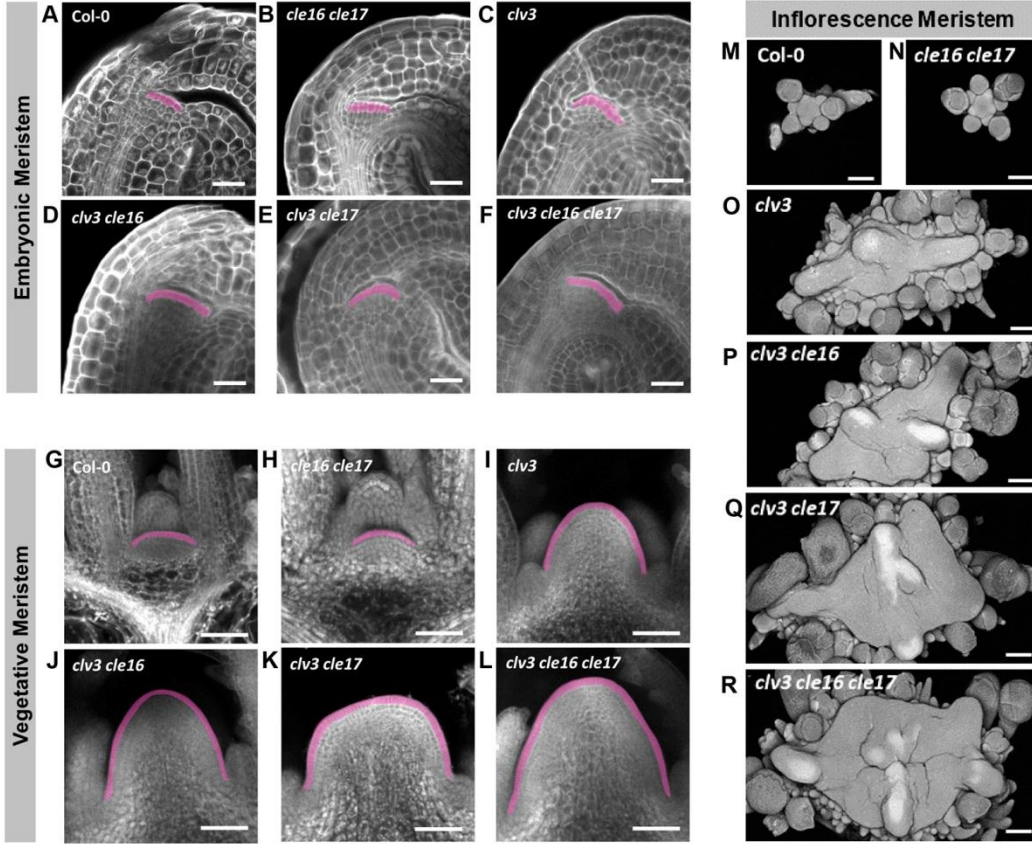 Embryonic Meristem
A Col-0
B cle16 cle17
C clv3
D clv3 cle16
E clv3 cle17
F clv3 cle16 cle17
Vegetative Meristem
G Col-0
H cle16 cle17
I clv3
J clv3 cle16
K clv3 cle17
L clv3 cle16 cle17
Inflorescence Meristem
M Col-0
N cle16 cle17
O clv3
P clv3 cle16
Q clv3 cle17
R clv3 cle16 cle17